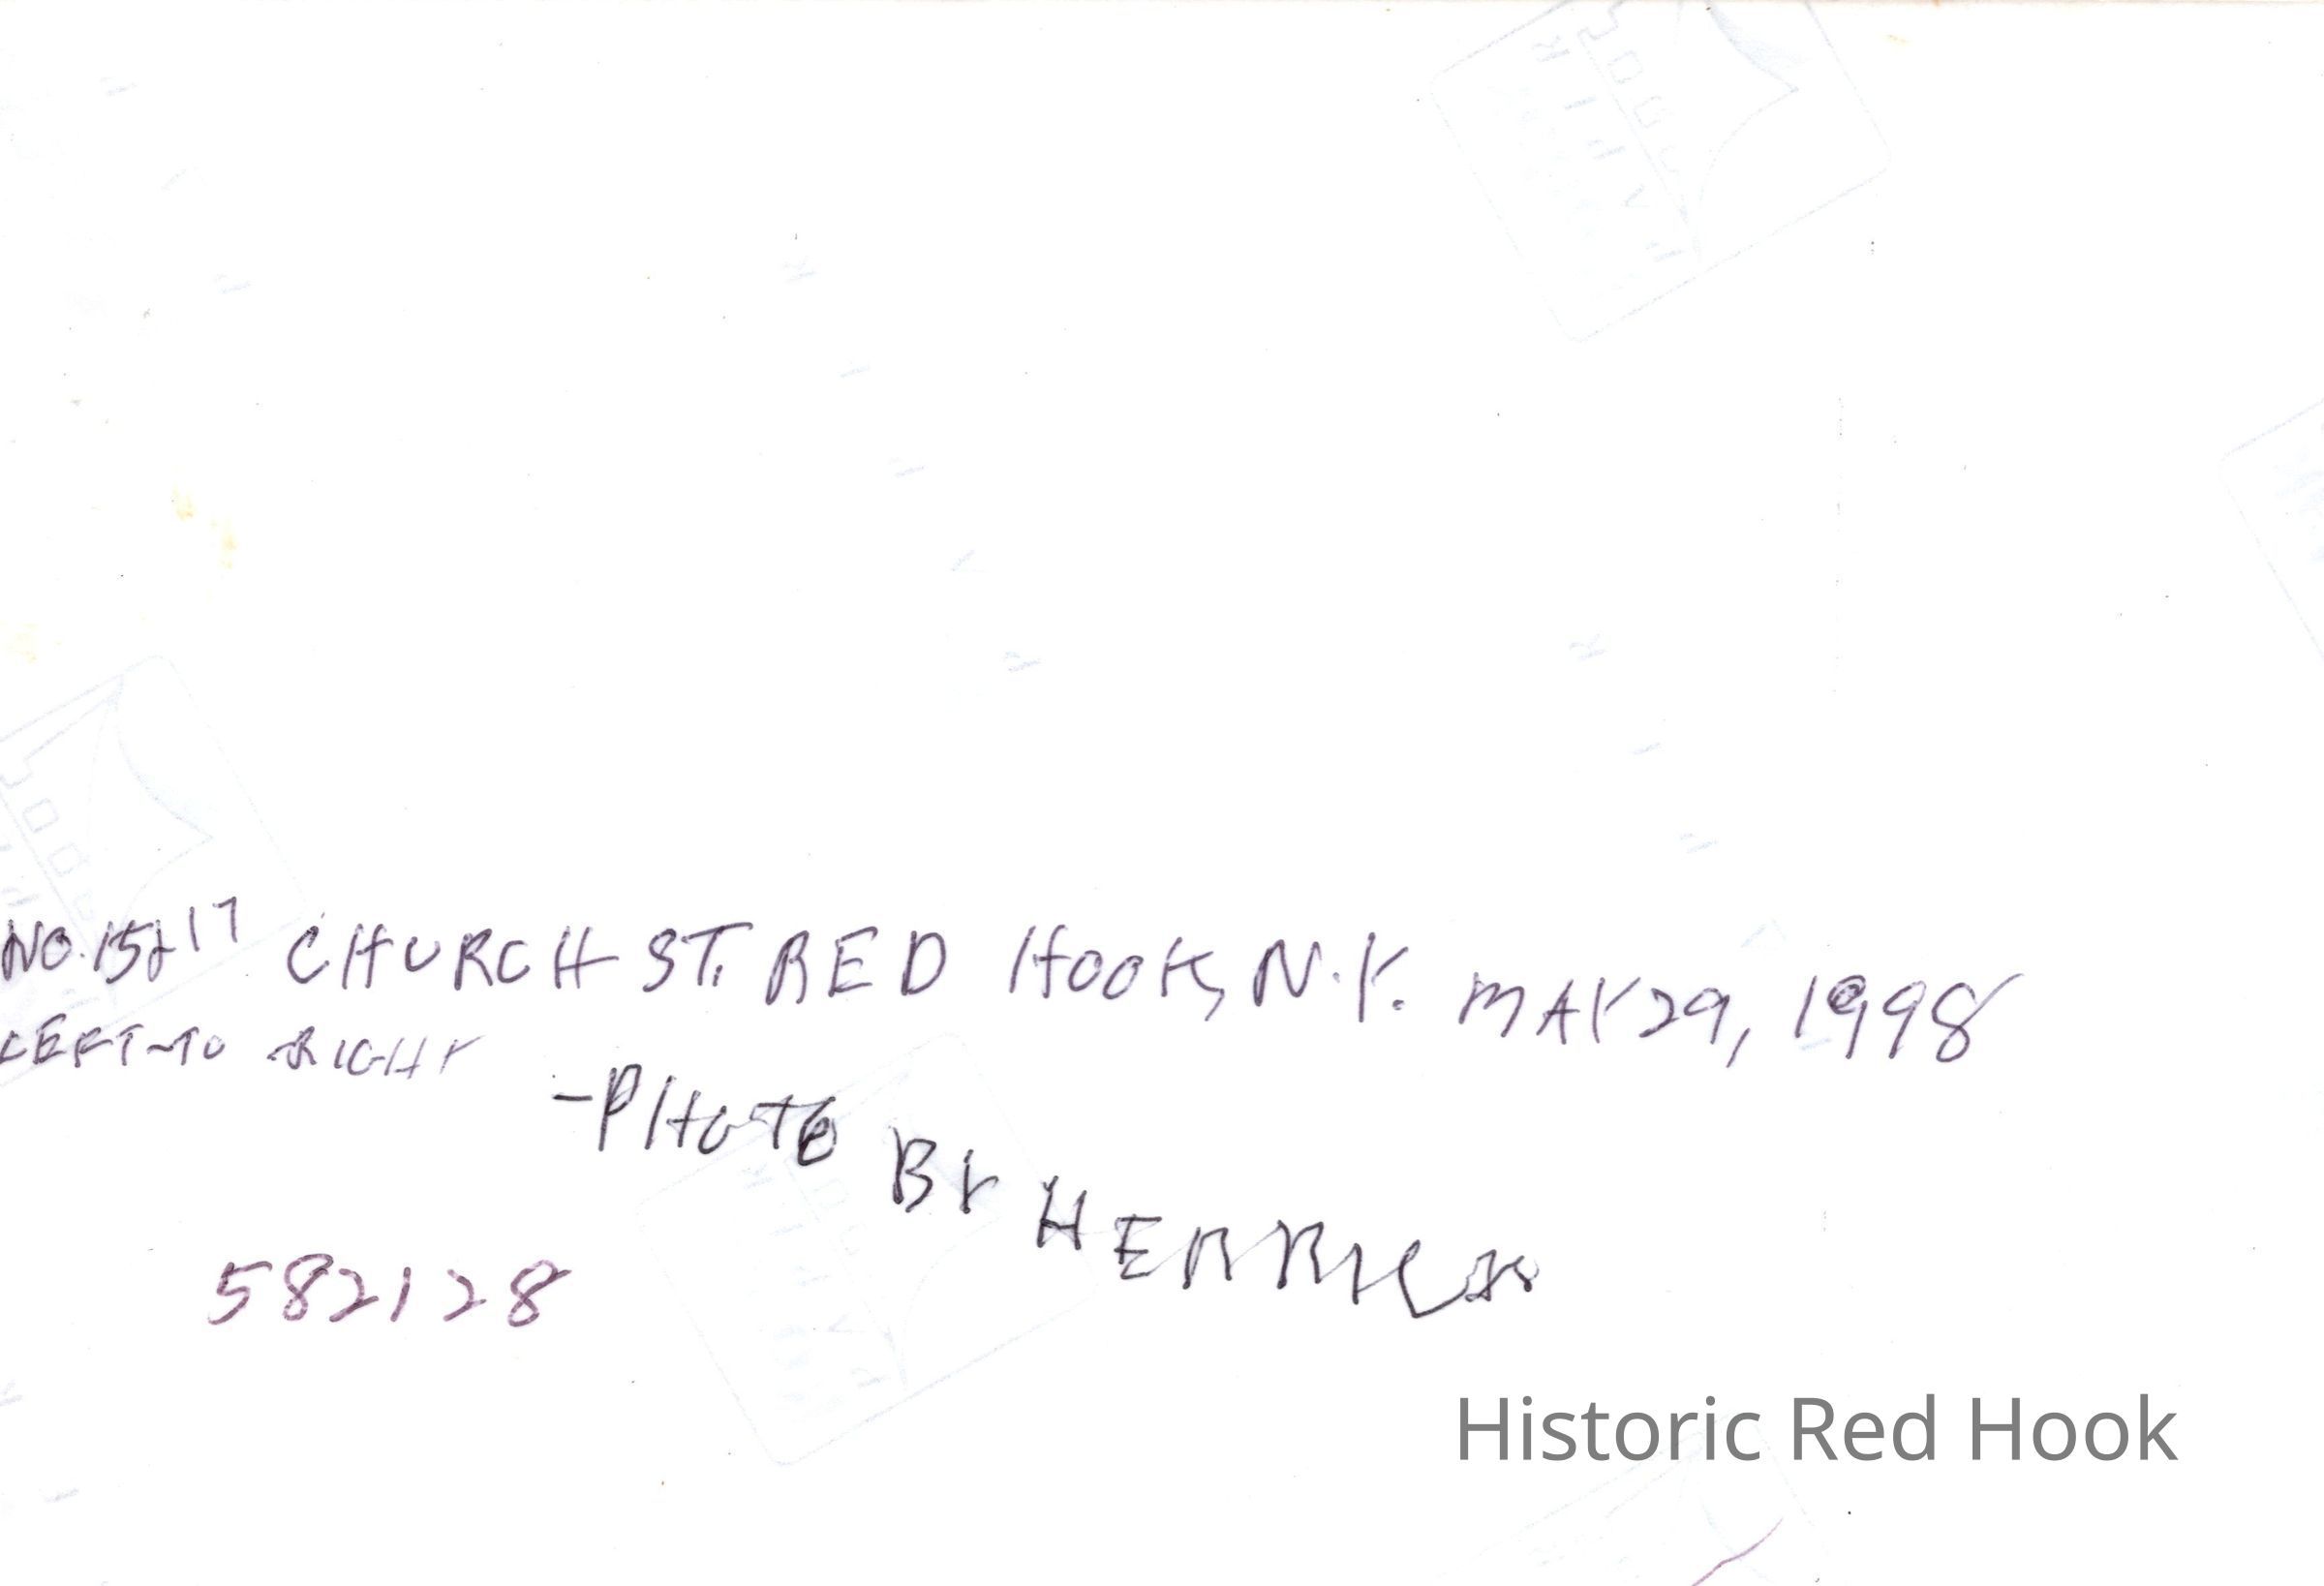 NO. 15 & 17 CHURCH ST. RED HOOK, N.Y. MAY 29, 1998
LEFT TO RIGHT
- PHOTO BY HERRICK
582128
Historic Red Hook